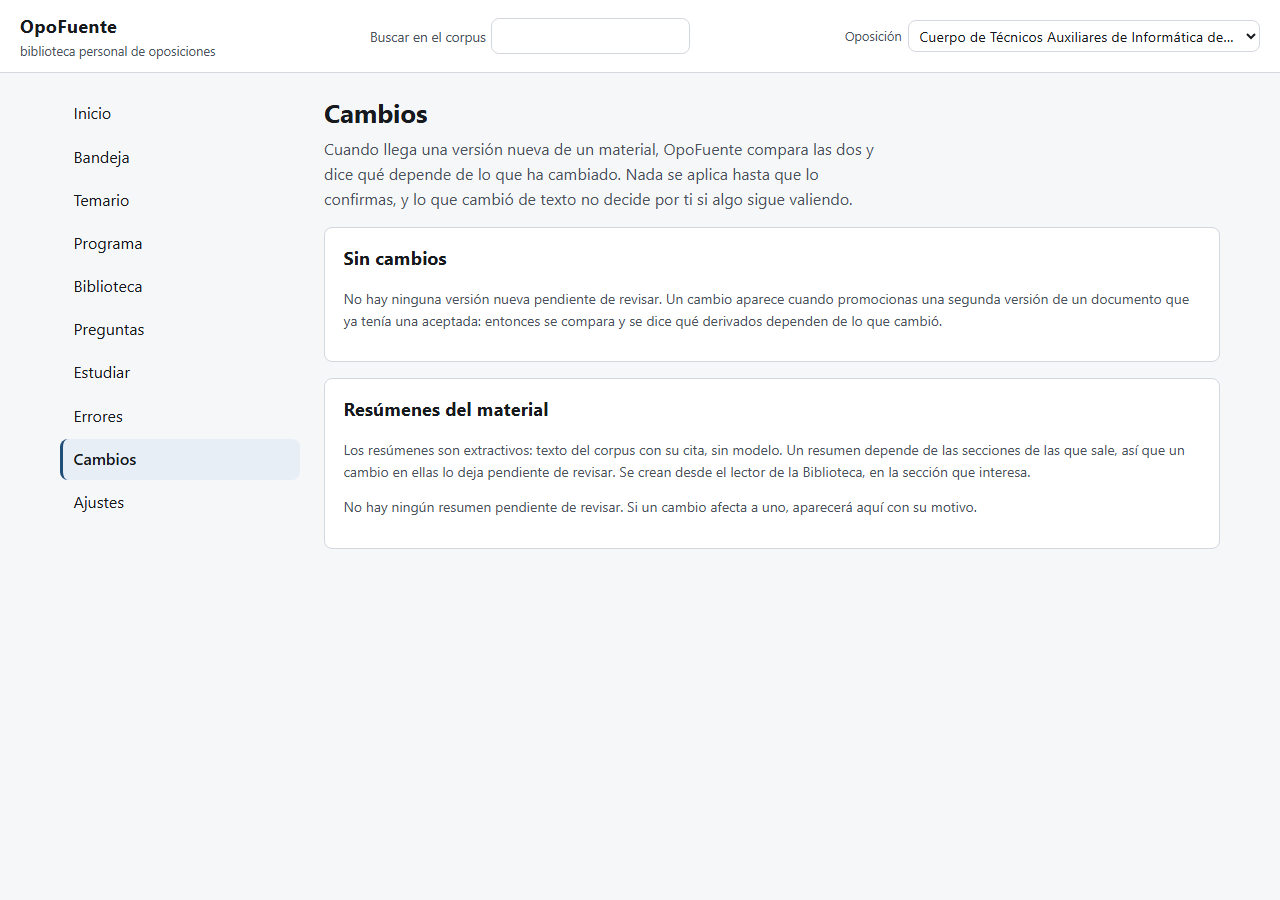 OpoFuente
biblioteca personal de oposiciones
Buscar en el corpus
Oposición
Cuerpo de Técnicos Auxiliares de Informática de...
Inicio
Bandeja
Temario
Programa
Biblioteca
Preguntas
Estudiar
Errores
Cambios
Ajustes
Cambios
Cuando llega una versión nueva de un material, OpoFuente compara las dos y
dice qué depende de lo que ha cambiado. Nada se aplica hasta que lo
confirmas, y lo que cambió de texto no decide por ti si algo sigue valiendo.
Sin cambios
No hay ninguna versión nueva pendiente de revisar. Un cambio aparece cuando promocionas una segunda versión de un documento que
ya tenía una aceptada: entonces se compara y se dice qué derivados dependen de lo que cambió.
Resúmenes del material
Los resúmenes son extractivos: texto del corpus con su cita, sin modelo. Un resumen depende de las secciones de las que sale, así que un
cambio en ellas lo deja pendiente de revisar. Se crean desde el lector de la Biblioteca, en la sección que interesa.
No hay ningún resumen pendiente de revisar. Si un cambio afecta a uno, aparecerá aquí con su motivo.